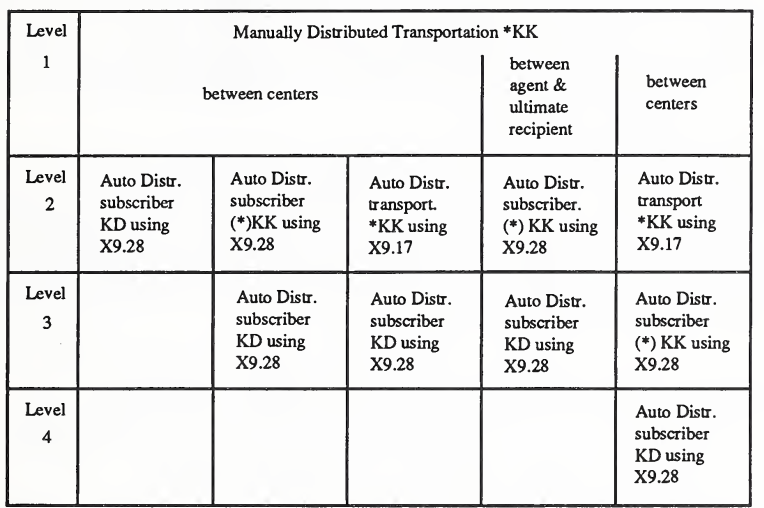 Level
1
Manually Distributed Transportation *KK
between centers
between
agent &
ultimate
recipient
between
centers
Level
2
Auto Distr.
subscriber
KD using
X9.28
Auto Distr.
subscriber
(*)KK using
X9.28
Auto Distr.
transport.
*KK using
X9.17
Auto Distr.
subscriber.
(*) KK using
X9.28
Auto Distr.
transport
*KK using
X9.17
Level
3
Auto Distr.
subscriber
KD using
X9.28
Auto Distr.
subscriber
KD using
X9.28
Auto Distr.
subscriber
KD using
X9.28
Auto Distr.
subscriber
(*) KK using
X9.28
Level
4
Auto Distr.
subscriber
KD using
X9.28